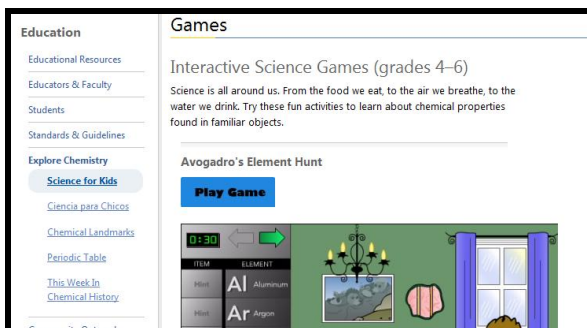 Education
Educational Resources
Educators & Faculty
Students
Standards & Guidelines
Explore Chemistry
Science for Kids
Ciencia para Chicos
Chemical Landmarks
Periodic Table
This Week In
Chemical History
Games
Interactive Science Games (grades 4–6)
Science is all around us. From the food we eat, to the air we breathe, to the
water we drink. Try these fun activities to learn about chemical properties
found in familiar objects.
Avogadro's Element Hunt
Play Game
0:30
ITEM ELEMENT
Hint Al Aluminum
Hint Ar Argon